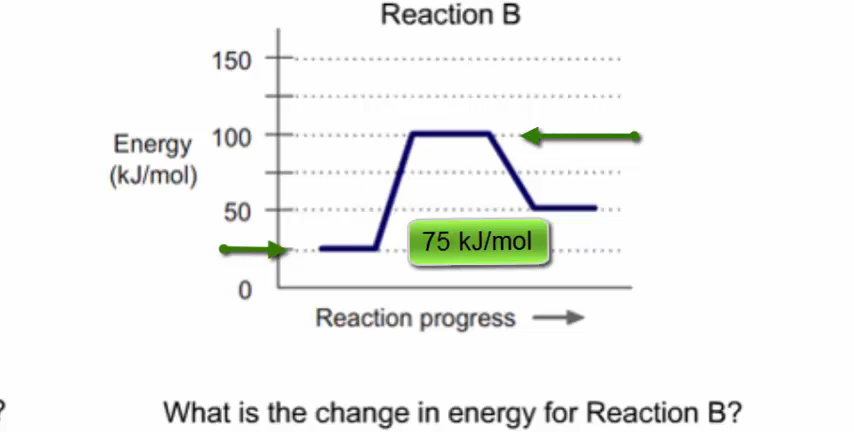 Reaction B
150
Energy
(kJ/mol)
100
50
75 kJ/mol
0
Reaction progress
? What is the change in energy for Reaction B?